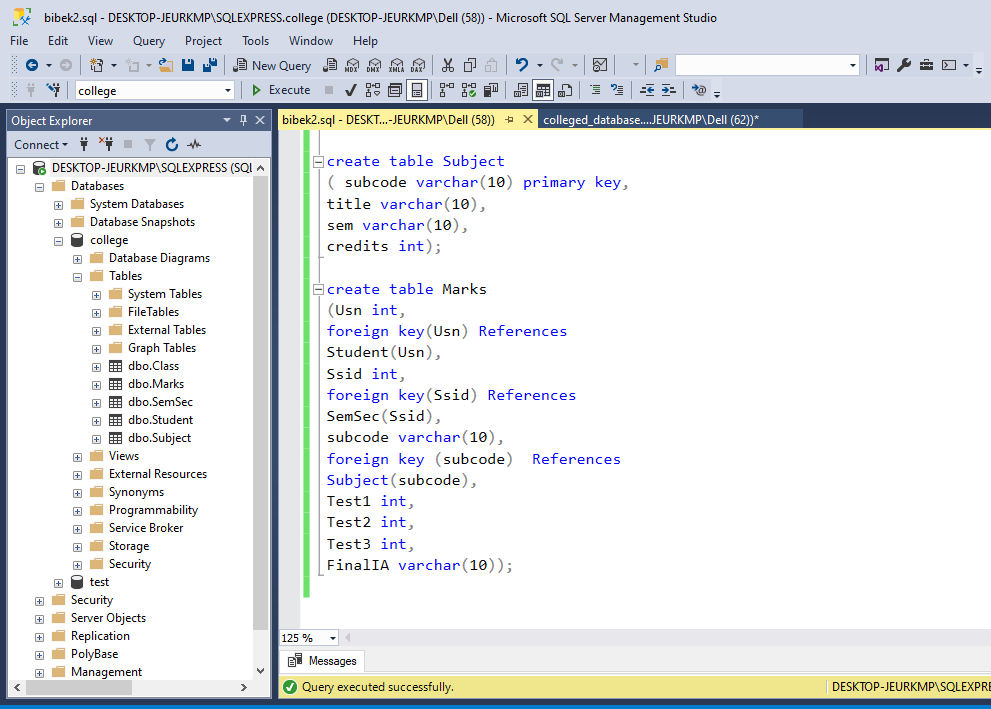 bibek2.sql - DESKTOP-JEURKMP\SQLEXPRESS.college (DESKTOP-JEURKMP\Dell (58)) - Microsoft SQL Server Management Studio
File Edit View Query Project Tools Window Help
New Query MDX DMX XMLA DAX
college Execute
Object Explorer
bibek2.sql - DESKT...-JEURKMP\Dell (58)) colleged_database....JEURKMP\Dell (62))*
Connect
DESKTOP-JEURKMP\SQLEXPRESS (SQL
Databases
System Databases
Database Snapshots
college
Database Diagrams
Tables
System Tables
FileTables
External Tables
Graph Tables
dbo.Class
dbo.Marks
dbo.SemSec
dbo.Student
dbo.Subject
Views
External Resources
Synonyms
Programmability
Service Broker
Storage
Security
test
Security
Server Objects
Replication
PolyBase
Management
create table Subject
( subcode varchar(10) primary key,
title varchar(10),
sem varchar(10),
credits int);
create table Marks
(Usn int,
foreign key(Usn) References
Student(Usn),
Ssid int,
foreign key(Ssid) References
SemSec(Ssid),
subcode varchar(10),
foreign key (subcode)  References
Subject(subcode),
Test1 int,
Test2 int,
Test3 int,
FinalIA varchar(10));
125 %
Messages
Query executed successfully. DESKTOP-JEURKMP\SQLEXPRE